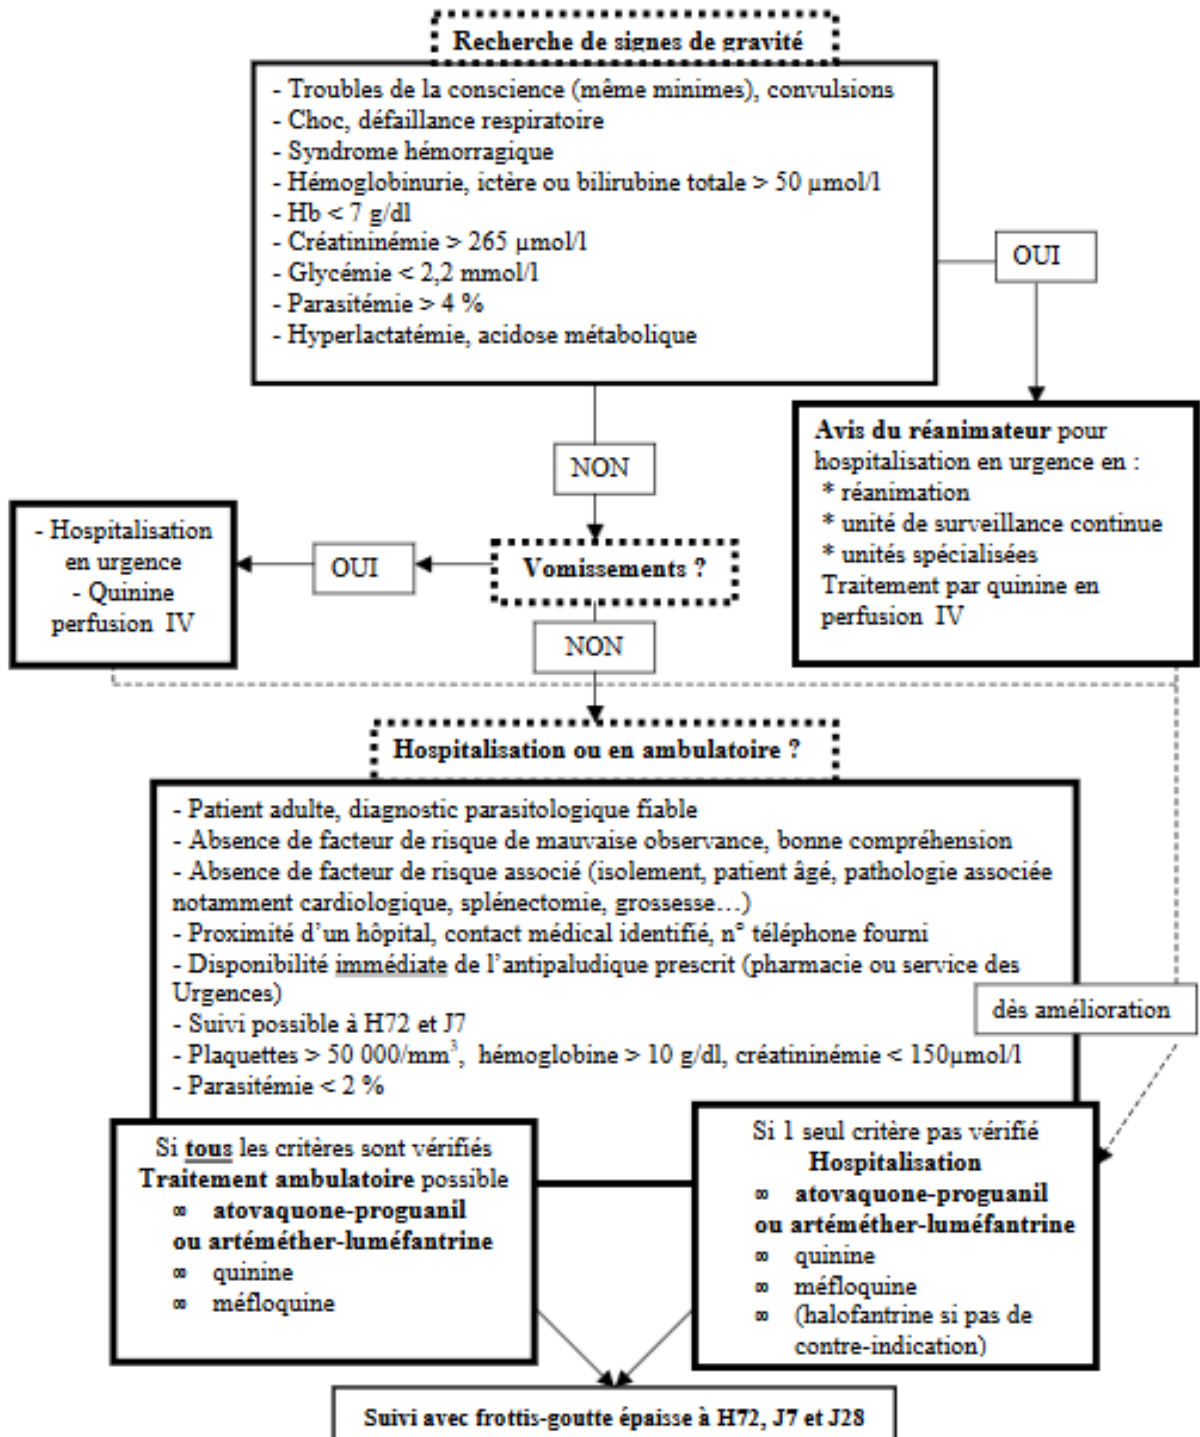 Recherche de signes de gravité
- Troubles de la conscience (même minimes), convulsions
- Choc, défaillance respiratoire
- Syndrome hémorragique
- Hémoglobinurie, ictère ou bilirubine totale > 50 µmol/l
- Hb < 7 g/dl
- Créatininémie > 265 µmol/l
- Glycémie < 2,2 mmol/l
- Parasitémie > 4 %
- Hyperlactatémie, acidose métabolique
OUI
Avis du réanimateur pour
hospitalisation en urgence en :
* réanimation
* unité de surveillance continue
* unités spécialisées
Traitement par quinine en
perfusion IV
NON
Vomissements ?
OUI
- Hospitalisation
en urgence
- Quinine
perfusion IV
NON
Hospitalisation ou en ambulatoire ?
- Patient adulte, diagnostic parasitologique fiable
- Absence de facteur de risque de mauvaise observance, bonne compréhension
- Absence de facteur de risque associé (isolement, patient âgé, pathologie associée
notamment cardiologique, splénectomie, grossesse…)
- Proximité d’un hôpital, contact médical identifié, n° téléphone fourni
- Disponibilité immédiate de l’antipaludique prescrit (pharmacie ou service des
Urgences)
- Suivi possible à H72 et J7
- Plaquettes > 50 000/mm³, hémoglobine > 10 g/dl, créatininémie < 150µmol/l
- Parasitémie < 2 %
dès amélioration
Si tous les critères sont vérifiés
Traitement ambulatoire possible
∞ atovaquone-proguanil
ou artéméther-luméfantrine
∞ quinine
∞ méfloquine
Si 1 seul critère pas vérifié
Hospitalisation
∞ atovaquone-proguanil
ou artéméther-luméfantrine
∞ quinine
∞ méfloquine
∞ (halofantrine si pas de
contre-indication)
Suivi avec frottis-goutte épaisse à H72, J7 et J28